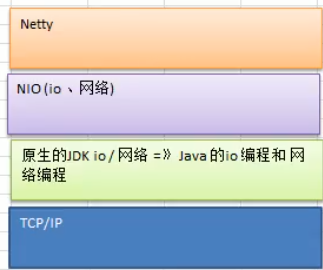 Netty
NIO (io 、网络)
原生的JDK io / 网络 =》 Java 的io 编程和 网
络编程
TCP/IP